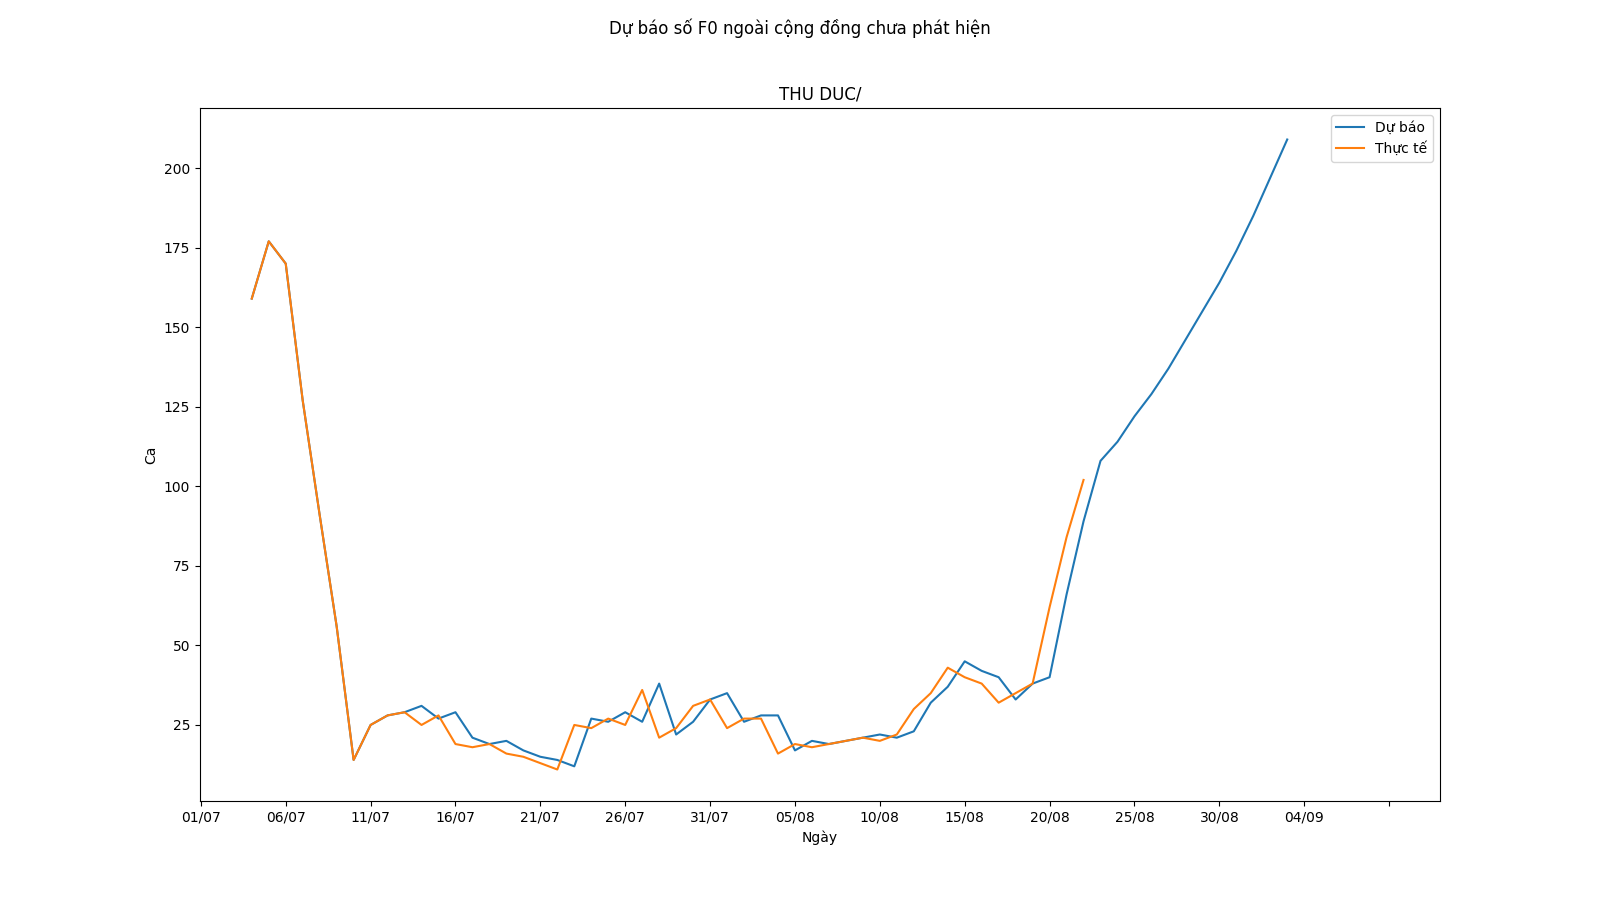 Dự báo số F0 ngoài cộng đồng chưa phát hiện
THU DUC/
Dự báo
Thực tế
200
175
150
125
100
75
50
25
Ca
01/07 06/07 11/07 16/07 21/07 26/07 31/07 05/08 10/08 15/08 20/08 25/08 30/08 04/09
Ngày